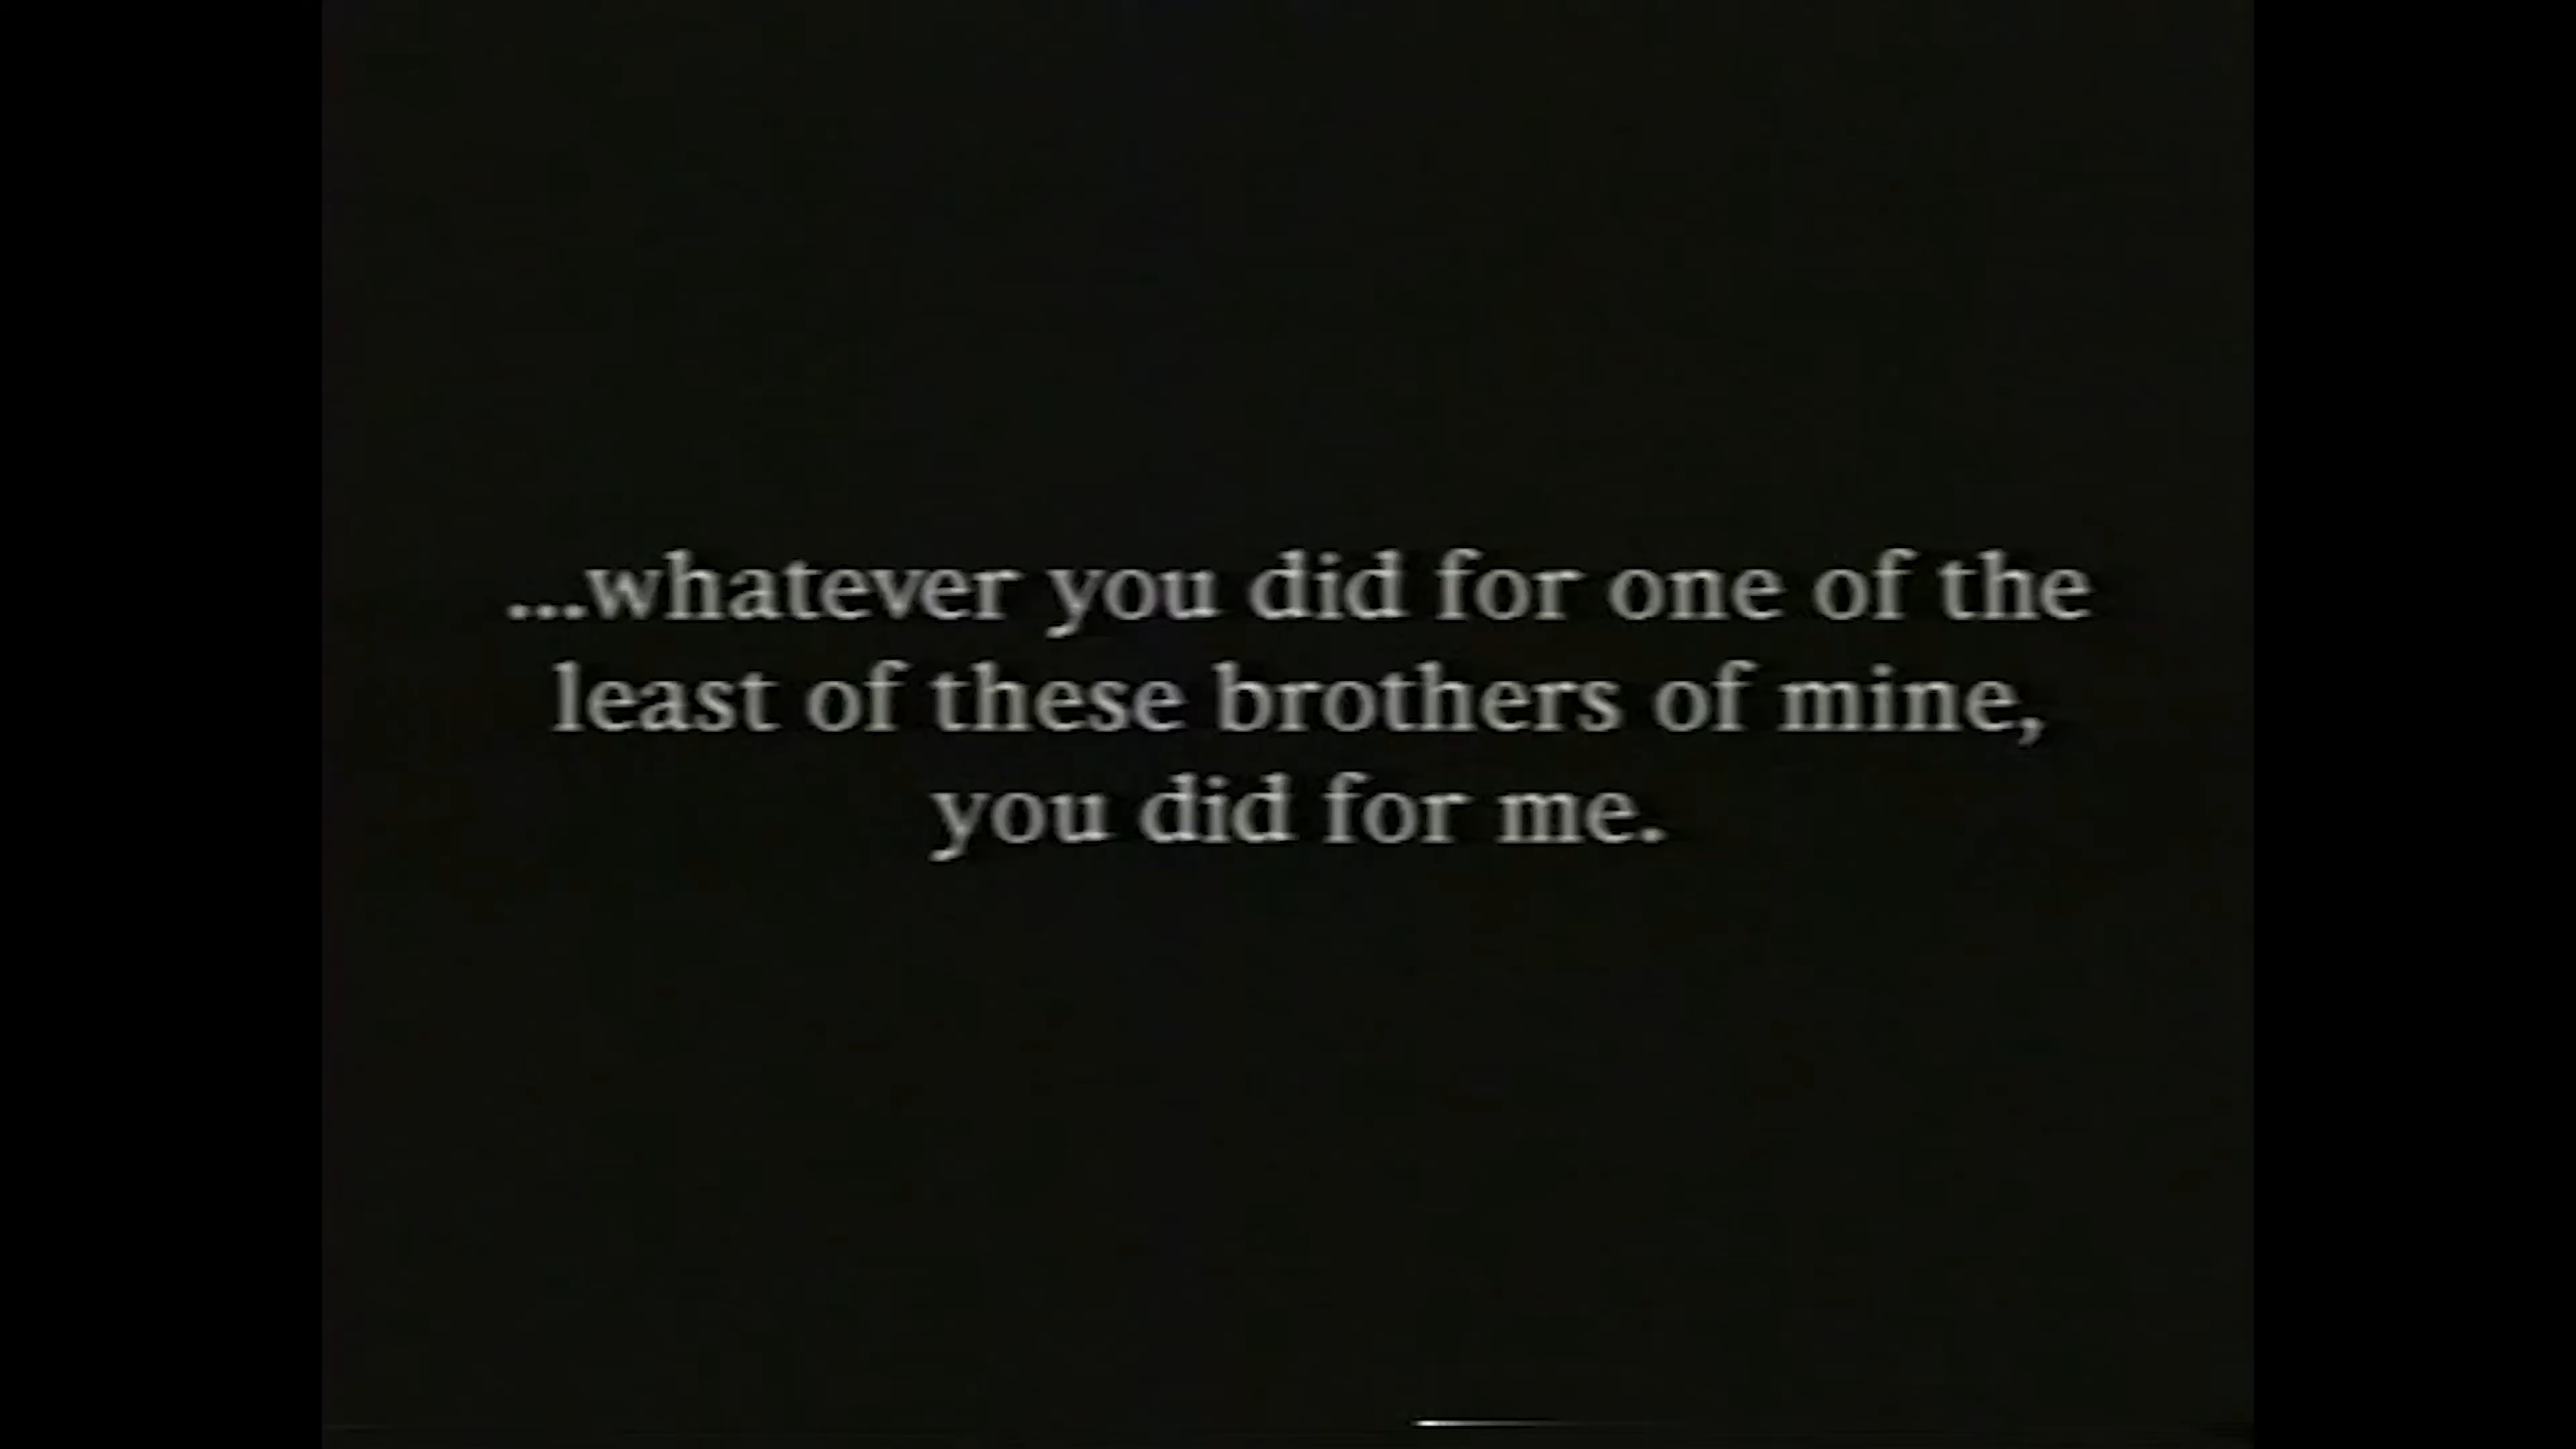 ...whatever you did for one of the
least of these brothers of mine,
you did for me.